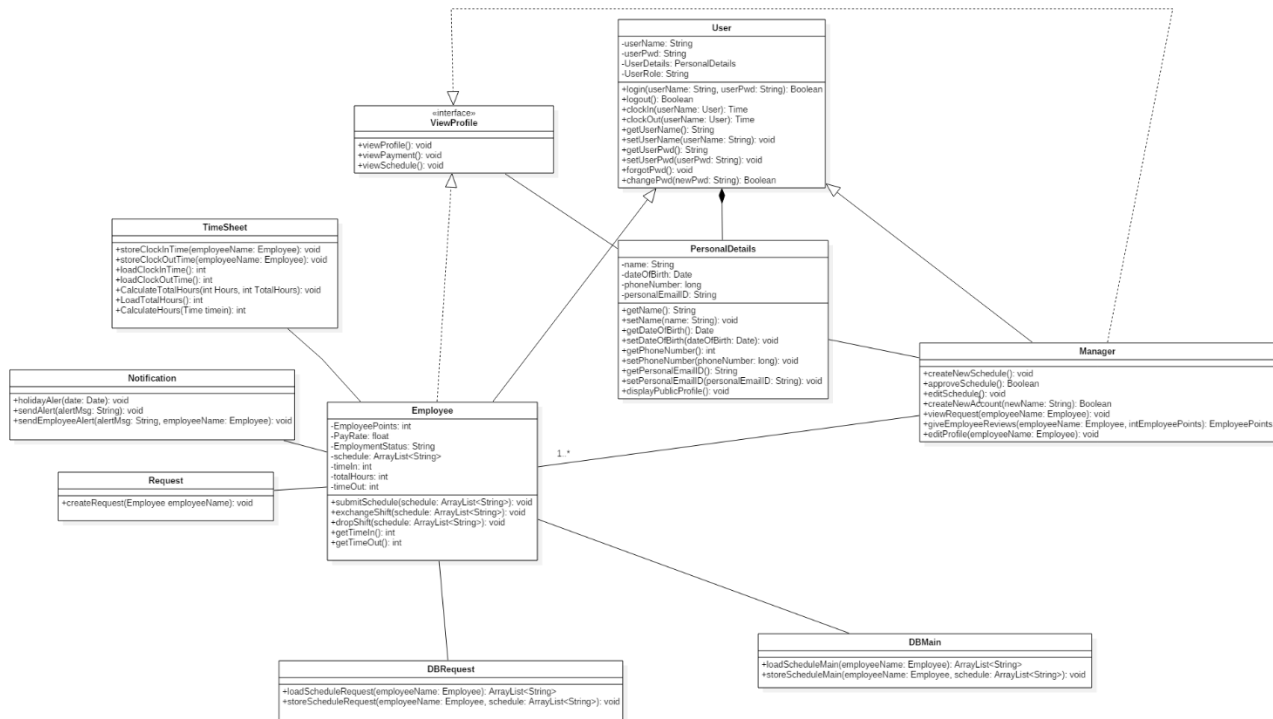 User
-userName: String
-userPwd: String
-UserDetails: PersonalDetails
-UserRole: String
+login(userName: String, userPwd: String): Boolean
+logout(): Boolean
+clockIn(userName: User): Time
+clockOut(userName: User): Time
+getUserName(): String
+setUserName(userName: String): void
+getUserPwd(): String
+setUserPwd(userPwd: String): void
+forgotPwd(): void
+changePwd(newPwd: String): Boolean
«interface»
ViewProfile
+viewProfile(): void
+viewPayment(): void
+viewSchedule(): void
TimeSheet
+storeClockInTime(employeeName: Employee): void
+storeClockOutTime(employeeName: Employee): void
+loadClockInTime(): int
+loadClockOutTime(): int
+CalculateTotalHours(int Hours, int TotalHours): void
+LoadTotalHours(): int
+CalculateHours(Time timein): int
PersonalDetails
-name: String
-dateOfBirth: Date
-phoneNumber: long
-personalEmailID: String
+getName(): String
+setName(name: String): void
+getDateOfBirth(): Date
+setDateOfBirth(dateOfBirth: Date): void
+getPhoneNumber(): int
+setPhoneNumber(phoneNumber: long): void
+getPersonalEmailID(): String
+setPersonalEmailID(personalEmailID: String): void
+displayPublicProfile(): void
Manager
+createNewSchedule(): void
+approveSchedule(): Boolean
+editSchedule(): void
+createNewAccount(newName: String): Boolean
+viewRequest(employeeName: Employee): void
+giveEmployeeReviews(employeeName: Employee, intEmployeePoints): EmployeePoints
+editProfile(employeeName: Employee): void
Notification
+holidayAler(date: Date): void
+sendAlert(alertMsg: String): void
+sendEmployeeAlert(alertMsg: String, employeeName: Employee): void
Employee
-EmployeePoints: int
-PayRate: float
-EmploymentStatus: String
-schedule: ArrayList<String>
-timeIn: int
-totalHours: int
-timeOut: int
+submitSchedule(schedule: ArrayList<String>): void
+exchangeShift(schedule: ArrayList<String>): void
+dropShift(schedule: ArrayList<String>): void
+getTimeIn(): int
+getTimeOut(): int
1..*
Request
+createRequest(Employee employeeName): void
DBMain
+loadScheduleMain(employeeName: Employee): ArrayList<String>
+storeScheduleMain(employeeName: Employee, schedule: ArrayList<String>): void
DBRequest
+loadScheduleRequest(employeeName: Employee): ArrayList<String>
+storeScheduleRequest(employeeName: Employee, schedule: ArrayList<String>): void